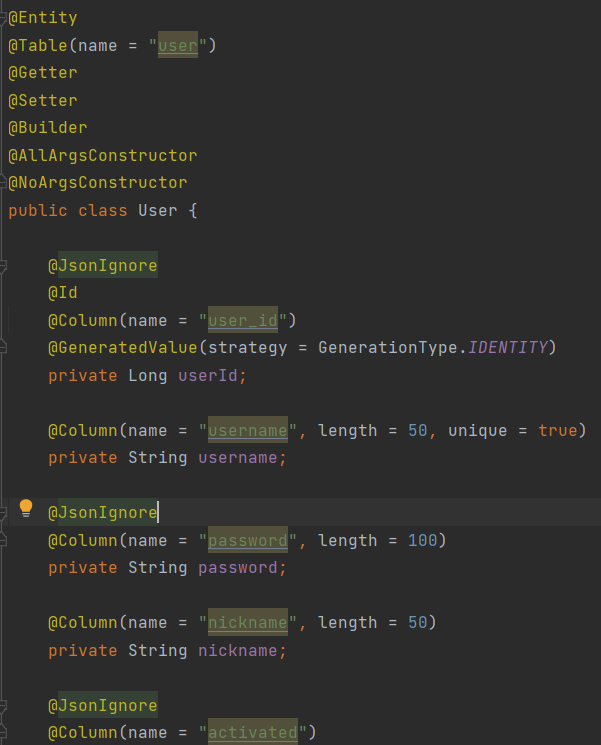 @Entity
@Table(name = "user")
@Getter
@Setter
@Builder
@AllArgsConstructor
@NoArgsConstructor
public class User {
@JsonIgnore
@Id
@Column(name = "user_id")
@GeneratedValue(strategy = GenerationType.IDENTITY)
private Long userId;
@Column(name = "username", length = 50, unique = true)
private String username;
@JsonIgnore
@Column(name = "password", length = 100)
private String password;
@Column(name = "nickname", length = 50)
private String nickname;
@JsonIgnore
@Column(name = "activated")